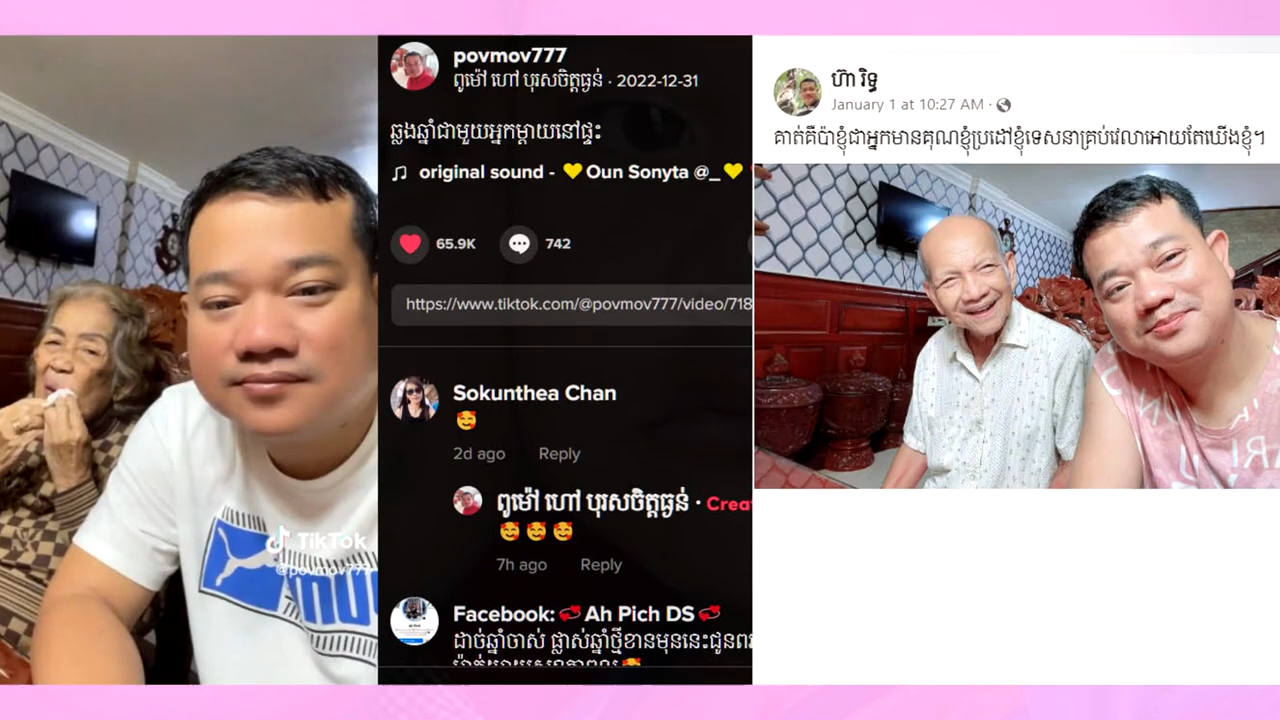 TikTok
@povmov777
povmov777
ពូម៉ៅ ហៅ បុរសចិត្តធ្ងន់ · 2022-12-31
ឆ្លងឆ្នាំជាមួយអ្នកម្ដាយនៅផ្ទះ
original sound - 💛Oun Sonyta @_💛
65.9K
742
https://www.tiktok.com/@povmov777/video/718
Sokunthea Chan
🥰
2d ago Reply
ពូម៉ៅ ហៅ បុរសចិត្តធ្ងន់ · Crea
🥰🥰🥰
7h ago Reply
Facebook:💞Ah Pich DS💞
ដាច់ឆ្នាំចាស់ ផ្លាស់ឆ្នាំថ្មីខានមុននេះជូនពរ
ហ៊ា រិទ្ធ
January 1 at 10:27 AM ·
គាត់គឺប៉ាខ្ញុំជាអ្នកមានគុណខ្ញុំប្រដៅខ្ញុំទេសនាគ្រប់វេលាអោយតែឃើងខ្ញុំ។